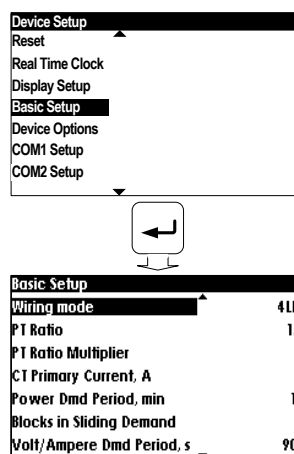 Device Setup
Reset
Real Time Clock
Display Setup
Basic Setup
Device Options
COM1 Setup
COM2 Setup
Basic Setup
Wiring mode
PT Ratio
PT Ratio Multiplier
CT Primary Current, A
Power Dmd Period, min
Blocks in Sliding Demand
Volt/Ampere Dmd Period, s